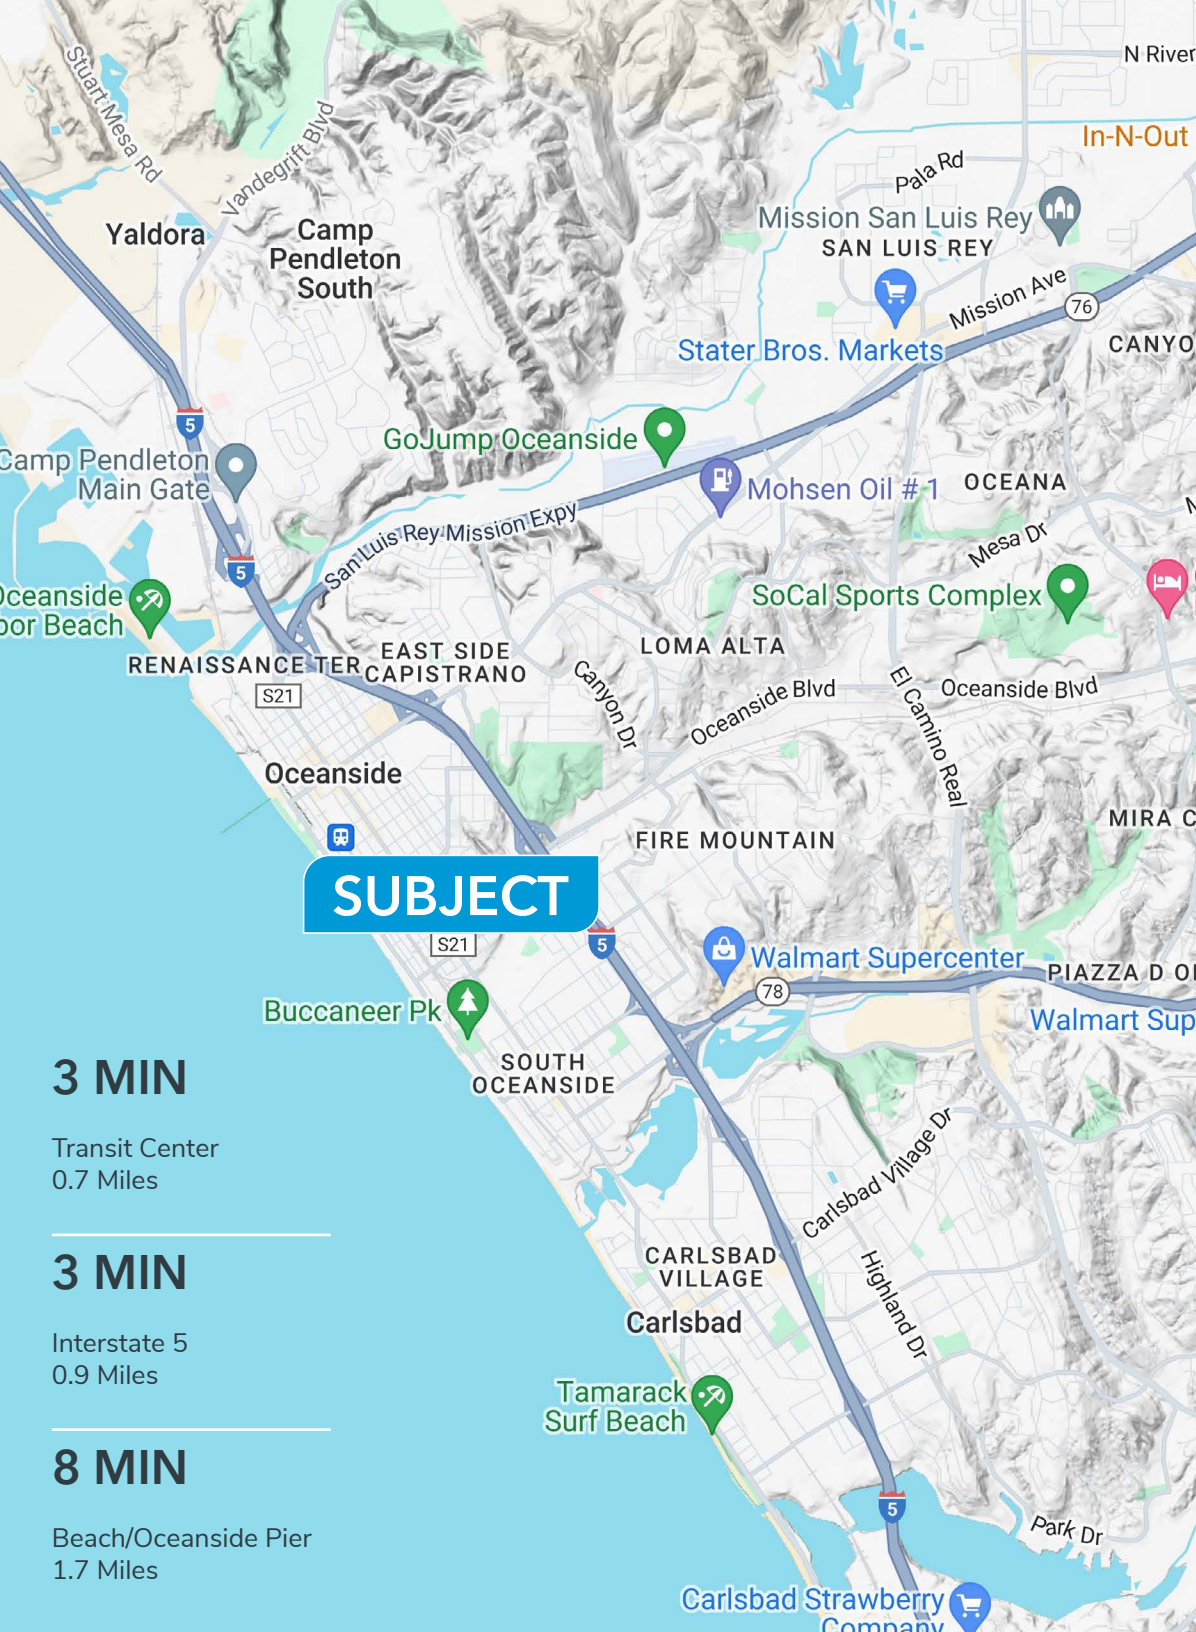 N River
Stuart Mesa Rd
In-N-Out
Vandegrift Blvd
Pala Rd
Mission San Luis Rey
SAN LUIS REY
Yaldora
Camp
Pendleton
South
Mission Ave
76
Stater Bros. Markets
CANYO
5
GoJump Oceanside
Camp Pendleton
Main Gate
Mohsen Oil # 1
OCEANA
San Luis Rey Mission Expy
Mesa Dr
5
Oceanside
bor Beach
SoCal Sports Complex
RENAISSANCE TER
EAST SIDE
CAPISTRANO
LOMA ALTA
S21
Canyon Dr
Oceanside Blvd
El Camino Real
Oceanside Blvd
Oceanside
FIRE MOUNTAIN
MIRA C
SUBJECT
S21
5
Walmart Supercenter
78
PIAZZA D O
Walmart Sup
Buccaneer Pk
SOUTH
OCEANSIDE
3 MIN
Transit Center
0.7 Miles
Carlsbad Village Dr
3 MIN
Interstate 5
0.9 Miles
CARLSBAD
VILLAGE
Highland Dr
Carlsbad
Tamarack
Surf Beach
8 MIN
Beach/Oceanside Pier
1.7 Miles
5
Park Dr
Carlsbad Strawberry
Company